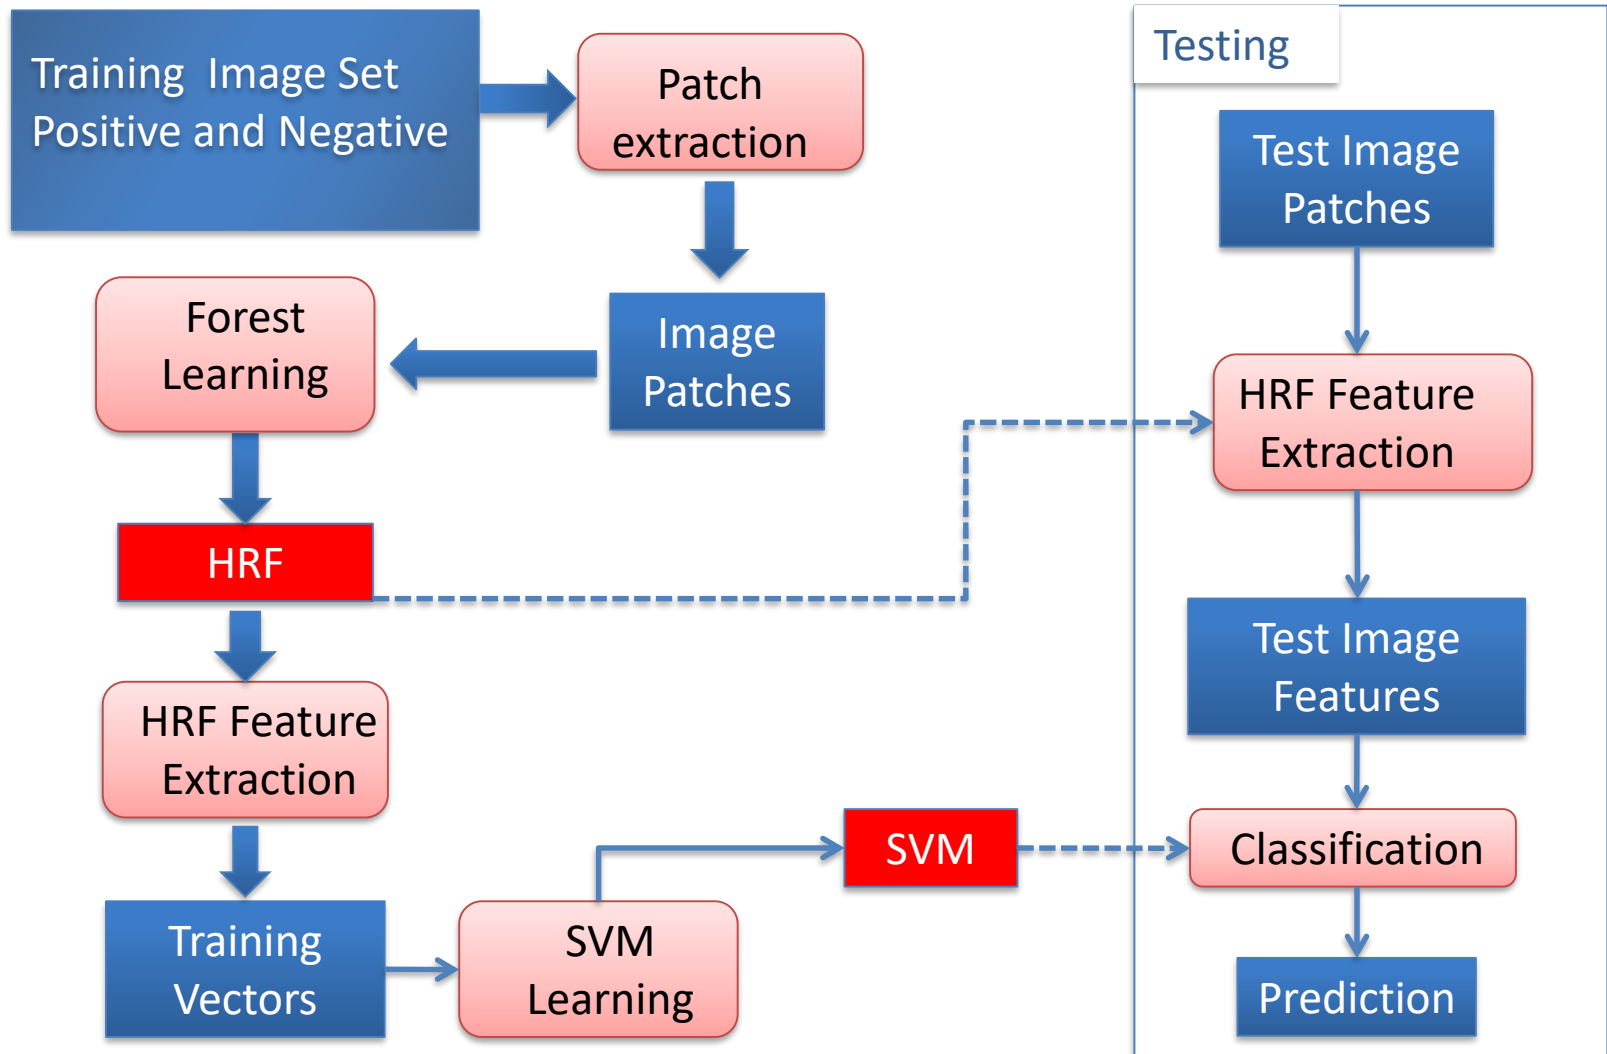 Training  Image Set
Positive and Negative
Patch
extraction
Image
Patches
Forest
Learning
HRF
HRF Feature
Extraction
Training
Vectors
SVM
Learning
SVM
Testing
Test Image
Patches
HRF Feature
Extraction
Test Image
Features
Classification
Prediction